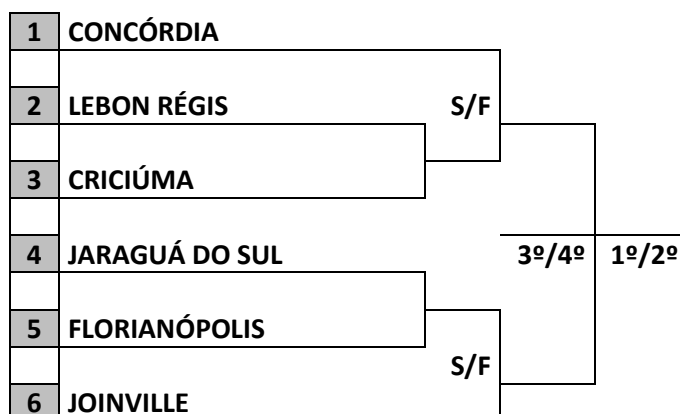 1 CONCÓRDIA
2 LEBON RÉGIS S/F
3 CRICIÚMA
4 JARAGUÁ DO SUL 3º/4º 1º/2º
5 FLORIANÓPOLIS
S/F
6 JOINVILLE